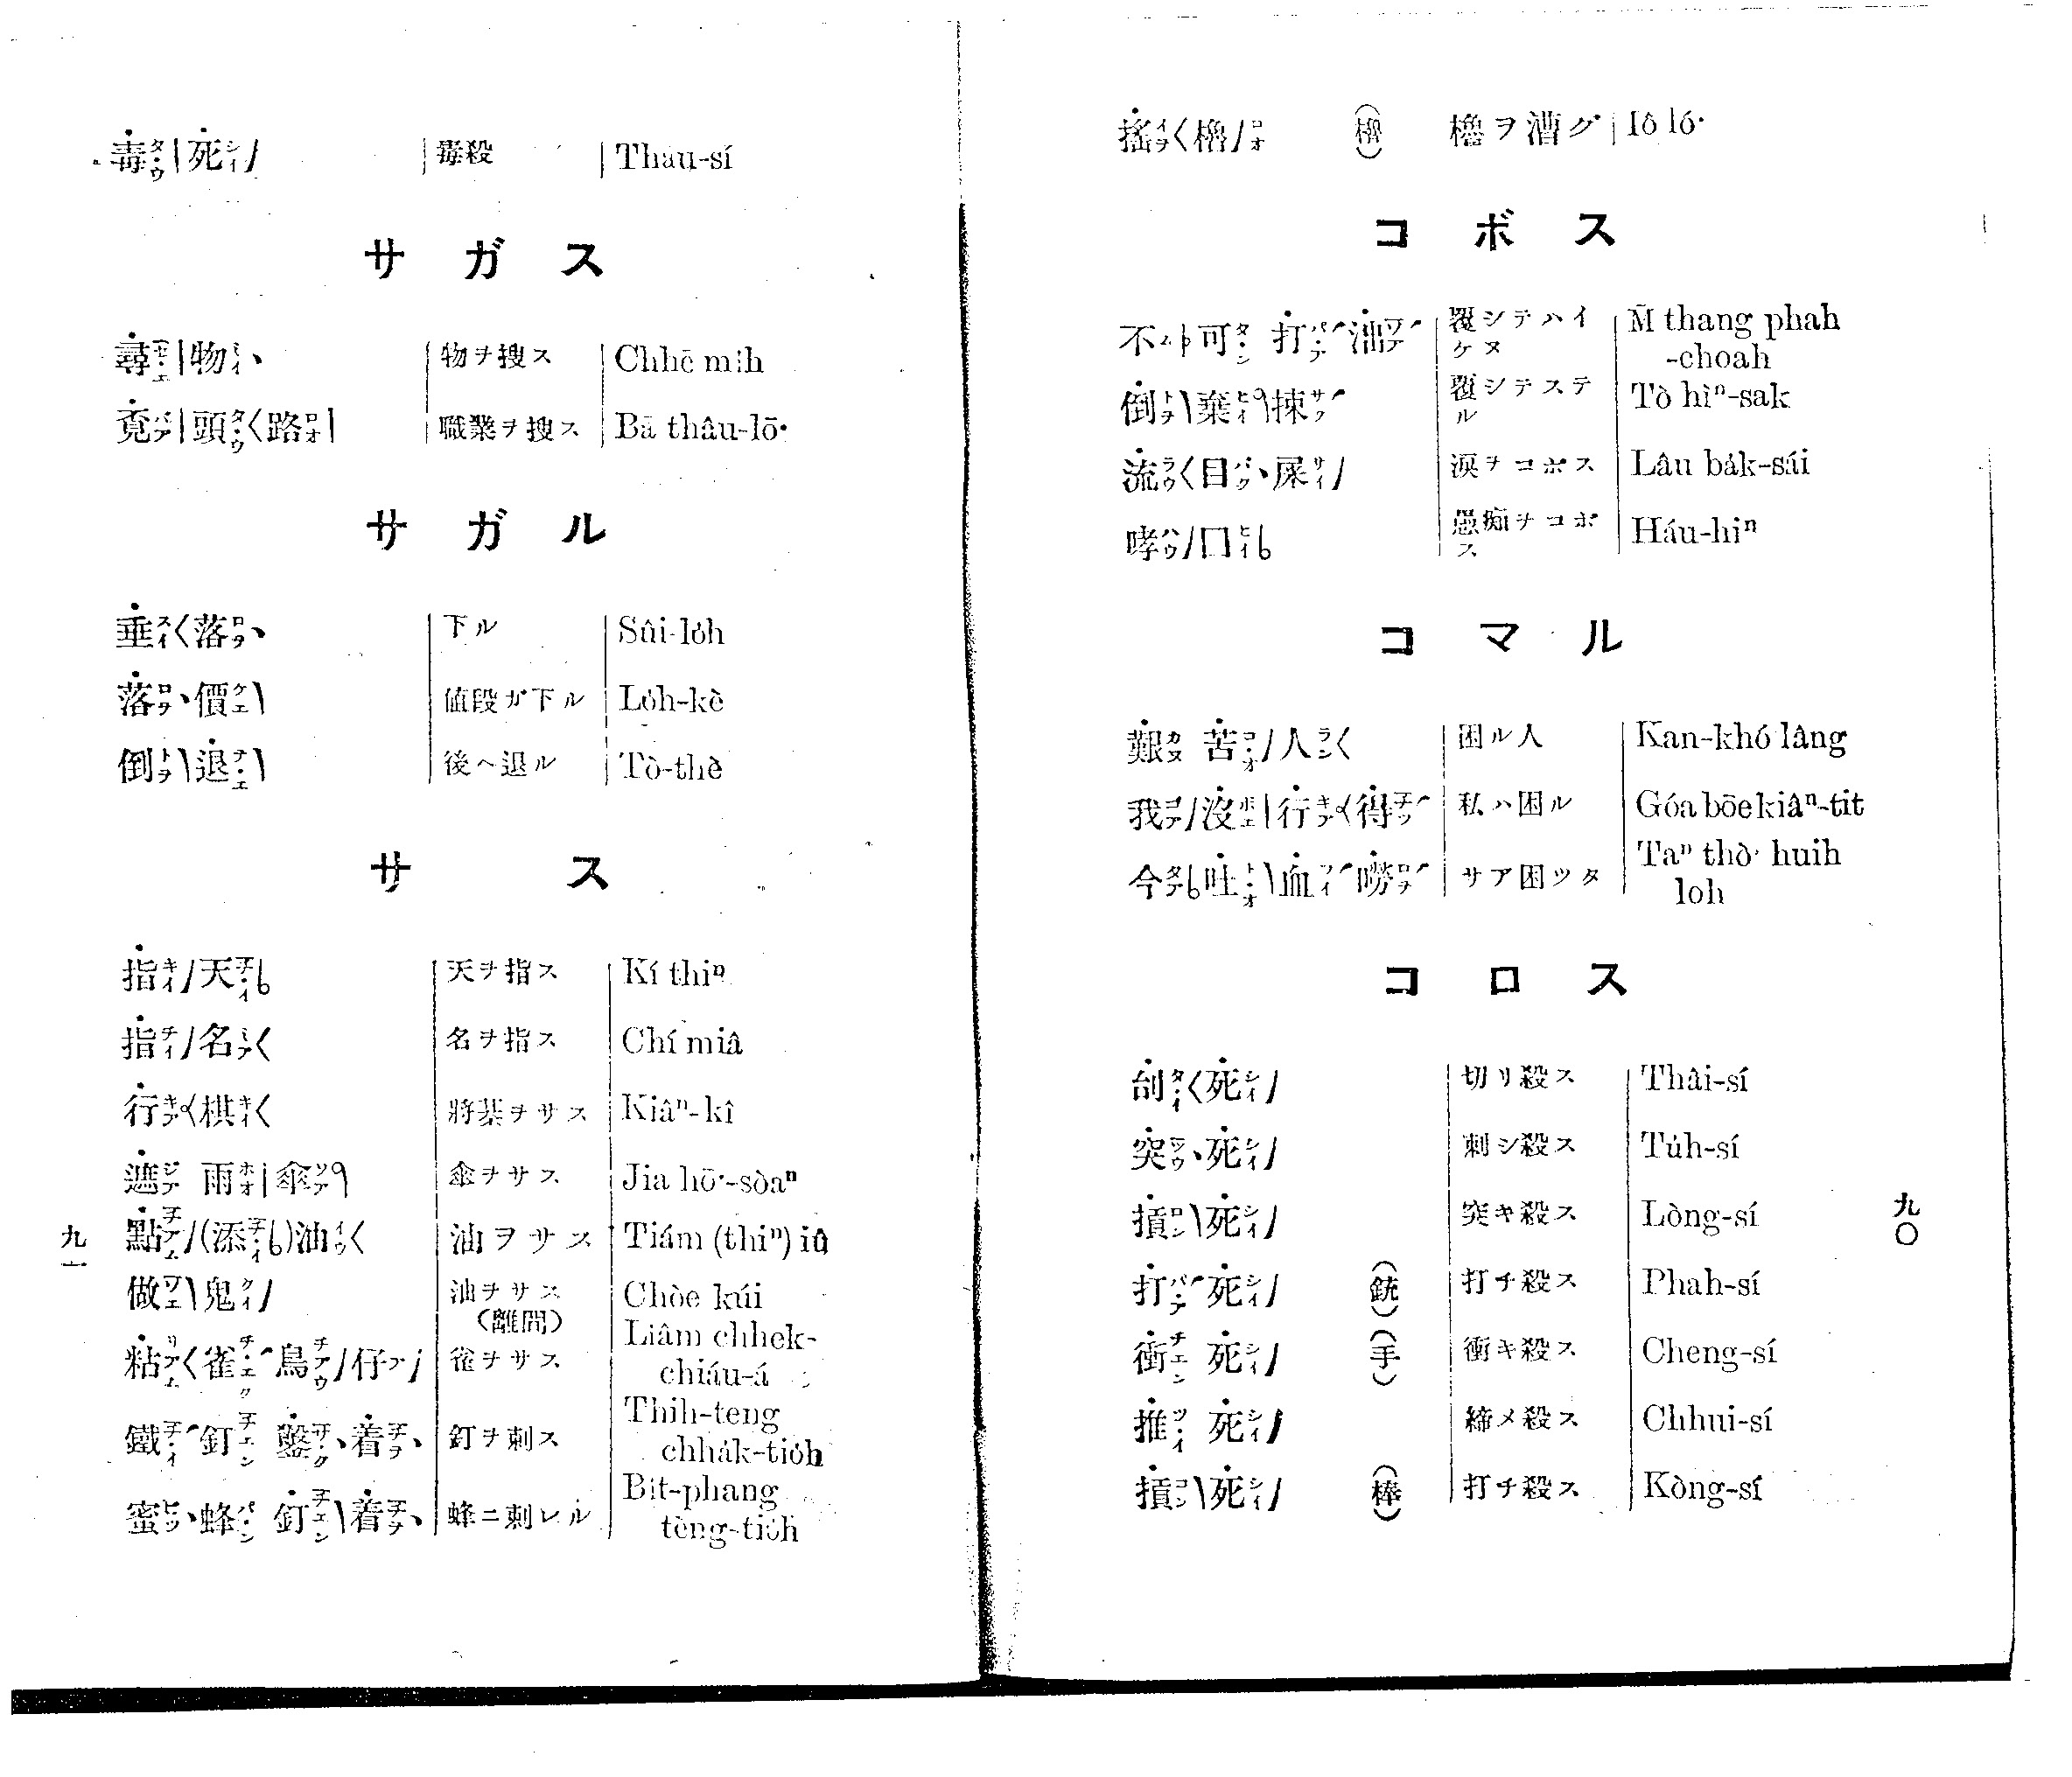 搖櫓 (櫓) 櫓ヲ漕グ Iô ló·
コボス
不可打泏 覆シテハイケヌ M̄ thang phah
-choah
倒棄捒 覆シテステル Tò hìⁿ-sak
流目屎 涙ヲコボス Lâu ba̍k-sái
哮口 愚痴ヲコボス Háu-hiⁿ
コマル
艱苦人 困ル人 Kan-khó lâng
我沒行得 私ハ困ル Góa bōe kiâⁿ-tit
今吐血嘮 サア困ツタ Taⁿ thò· huih
loh
コロス
刣死 切リ殺ス Thâi-sí
突死 刺シ殺ス Tu̍h-sí
摃死 突キ殺ス Lòng-sí
打死 (銃) 打チ殺ス Phah-sí
衝死 (手) 衝キ殺ス Cheng-sí
推死 締メ殺ス Chhui-sí
摃死 (棒) 打チ殺ス Kòng-sí
九〇
毒死 毒殺 Thāu-sí
サガス
尋物 物ヲ搜ス Chhē mi̍h
覓頭路 職業ヲ搜ス Bā thâu-lō·
サガル
垂落 下ル Sûi-lo̍h
落價 値段ガ下ル Lo̍h-kè
倒退 後ヘ退ル Tò-thè
サス
指天 天ヲ指ス Kí thiⁿ
指名 名ヲ指ス Chí miâ
行棋 將棊ヲサス Kiâⁿ-kî
遮雨傘 傘ヲサス Jia hō·-sòaⁿ
點(添)油 油ヲサス Tiám (thiⁿ) iû
做鬼 油ヲサス Chòe kúi
(離間)
粘雀鳥仔 雀ヲサス Liâm chhek-
chiáu-á
鐵釘鑿着 釘ヲ刺ス Thih-teng
chha̍k-tio̍h
蜜蜂釘着 蜂ニ刺レル Bi̍t-phang
tèng-tio̍h
九一